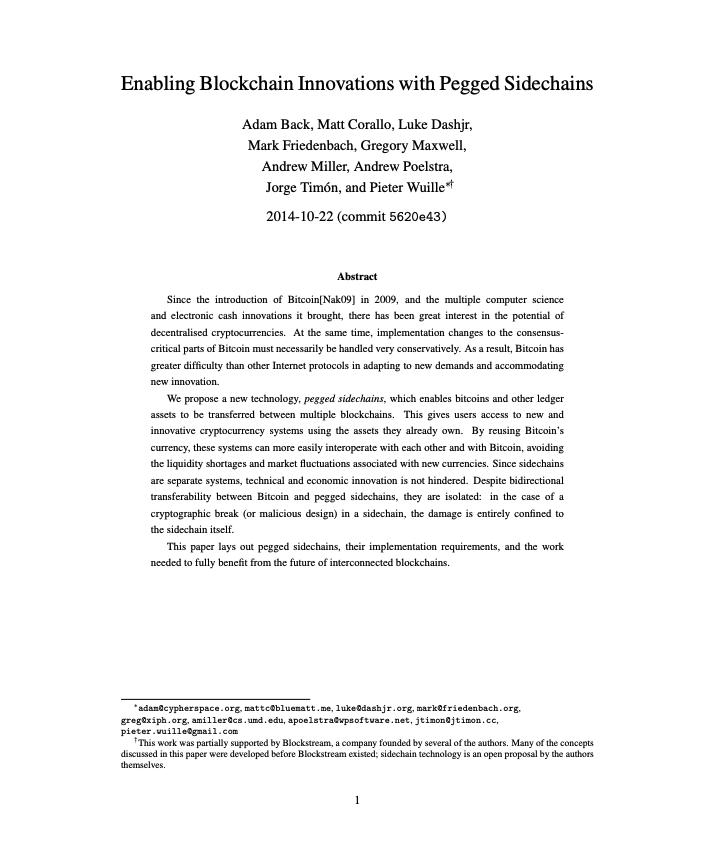 Enabling Blockchain Innovations with Pegged Sidechains
Adam Back, Matt Corallo, Luke Dashjr,
Mark Friedenbach, Gregory Maxwell,
Andrew Miller, Andrew Poelstra,
Jorge Timón, and Pieter Wuille*†
2014-10-22 (commit 5620e43)
Abstract
Since the introduction of Bitcoin[Nak09] in 2009, and the multiple computer science
and electronic cash innovations it brought, there has been great interest in the potential of
decentralised cryptocurrencies. At the same time, implementation changes to the consensus-
critical parts of Bitcoin must necessarily be handled very conservatively. As a result, Bitcoin has
greater difficulty than other Internet protocols in adapting to new demands and accommodating
new innovation.
We propose a new technology, pegged sidechains, which enables bitcoins and other ledger
assets to be transferred between multiple blockchains. This gives users access to new and
innovative cryptocurrency systems using the assets they already own. By reusing Bitcoin's
currency, these systems can more easily interoperate with each other and with Bitcoin, avoiding
the liquidity shortages and market fluctuations associated with new currencies. Since sidechains
are separate systems, technical and economic innovation is not hindered. Despite bidirectional
transferability between Bitcoin and pegged sidechains, they are isolated: in the case of a
cryptographic break (or malicious design) in a sidechain, the damage is entirely confined to
the sidechain itself.
This paper lays out pegged sidechains, their implementation requirements, and the work
needed to fully benefit from the future of interconnected blockchains.
*adam@cypherspace.org, mattc@bluematt.me, luke@dashjr.org, mark@friedenbach.org,
greg@xiph.org, amiller@cs.umd.edu, apoelstra@wpsoftware.net, jtimon@jtimon.cc,
pieter.wuille@gmail.com
†This work was partially supported by Blockstream, a company founded by several of the authors. Many of the concepts
discussed in this paper were developed before Blockstream existed; sidechain technology is an open proposal by the authors
themselves.
1